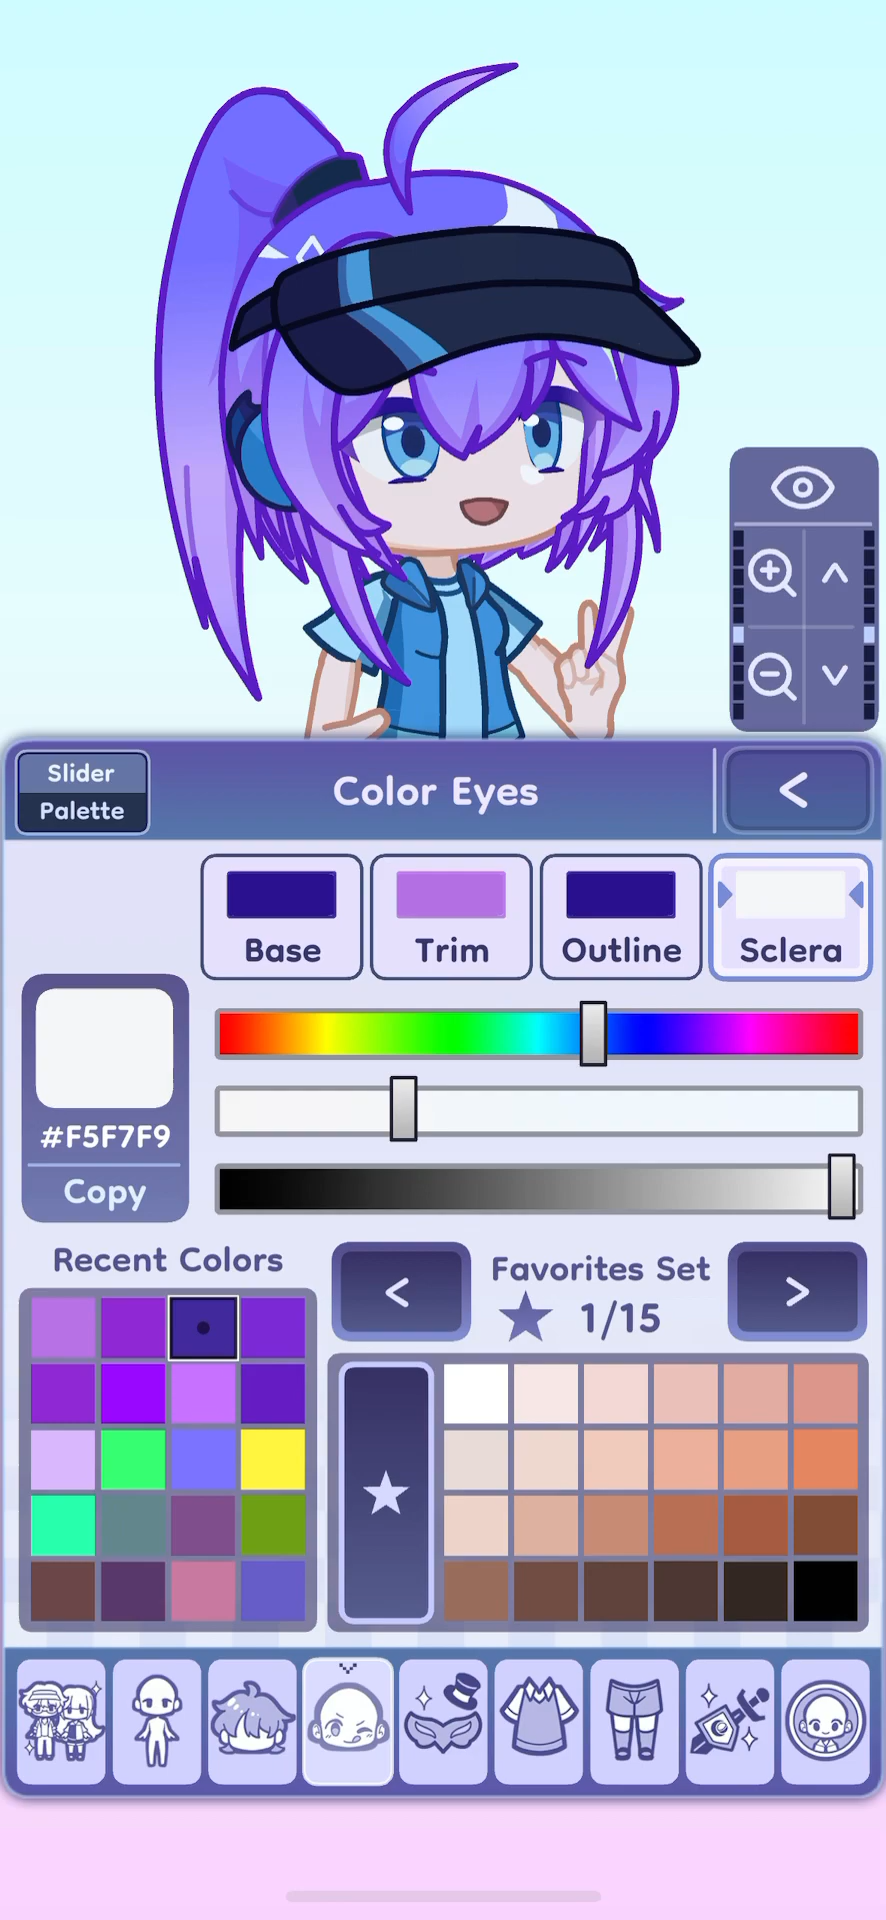 Slider
Palette
Color Eyes
<
Base
Trim
Outline
Sclera
#F5F7F9
Copy
Recent Colors
<
Favorites Set
1/15
>